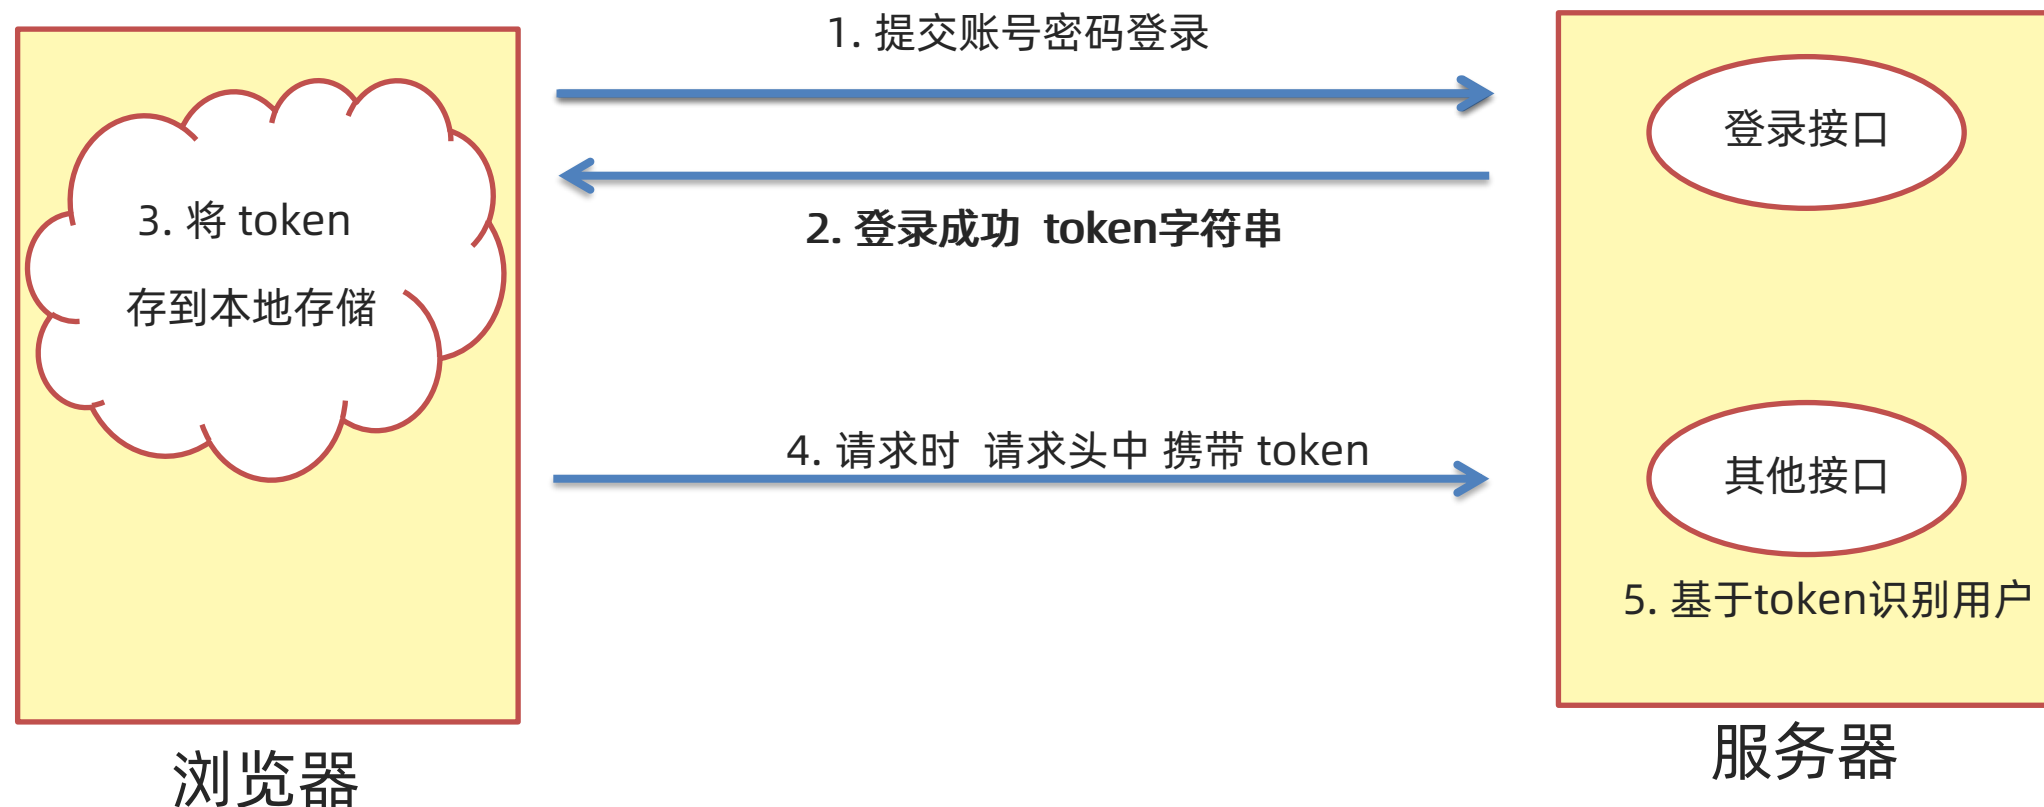 1. 提交账号密码登录
登录接口
2. 登录成功 token字符串
3. 将 token
存到本地存储
4. 请求时 请求头中 携带 token
其他接口
5. 基于token识别用户
浏览器
服务器